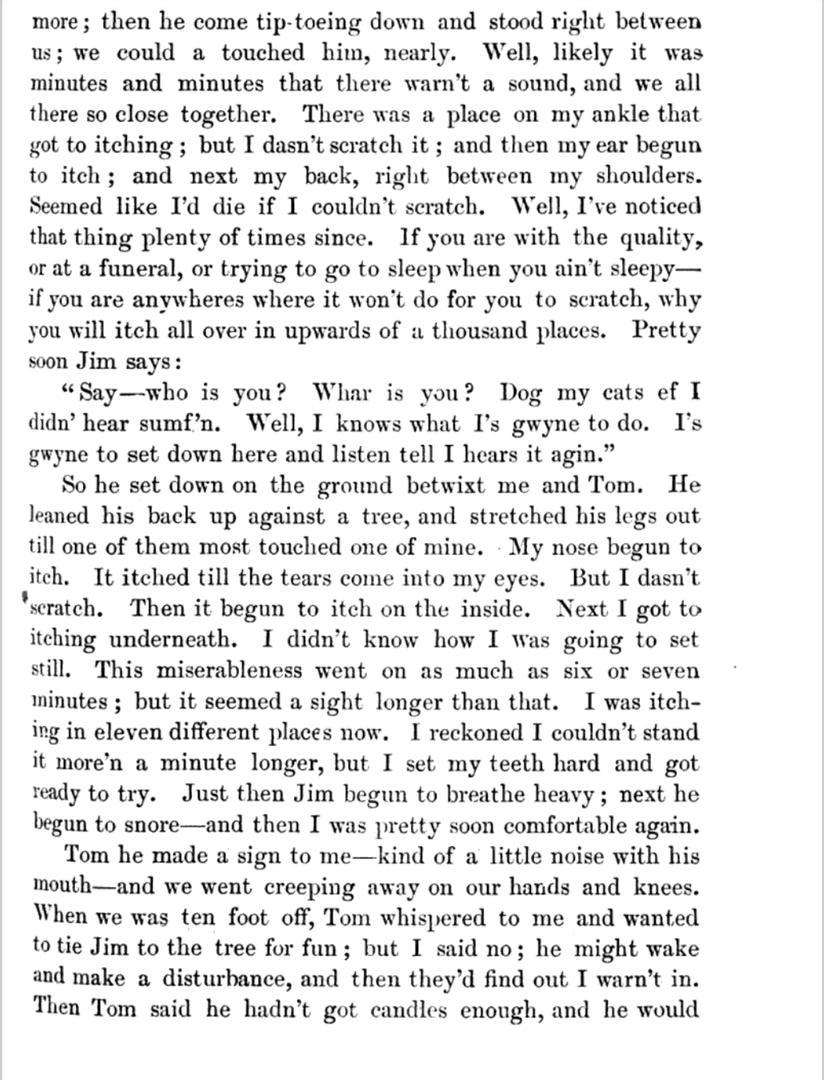 more; then he come tip-toeing down and stood right between
us; we could a touched him, nearly. Well, likely it was
minutes and minutes that there warn't a sound, and we all
there so close together. There was a place on my ankle that
got to itching; but I dasn't scratch it; and then my ear begun
to itch; and next my back, right between my shoulders.
Seemed like I'd die if I couldn't scratch. Well, I've noticed
that thing plenty of times since. If you are with the quality,
or at a funeral, or trying to go to sleep when you ain't sleepy—
if you are anywheres where it won't do for you to scratch, why
you will itch all over in upwards of a thousand places. Pretty
soon Jim says:
"Say—who is you? Whar is you? Dog my cats ef I
didn' hear sumf'n. Well, I knows what I's gwyne to do. I's
gwyne to set down here and listen tell I hears it agin."
So he set down on the ground betwixt me and Tom. He
leaned his back up against a tree, and stretched his legs out
till one of them most touched one of mine. My nose begun to
itch. It itched till the tears come into my eyes. But I dasn't
scratch. Then it begun to itch on the inside. Next I got to
itching underneath. I didn't know how I was going to set
still. This miserableness went on as much as six or seven
minutes; but it seemed a sight longer than that. I was itch-
ing in eleven different places now. I reckoned I couldn't stand
it more'n a minute longer, but I set my teeth hard and got
ready to try. Just then Jim begun to breathe heavy; next he
begun to snore—and then I was pretty soon comfortable again.
Tom he made a sign to me—kind of a little noise with his
mouth—and we went creeping away on our hands and knees.
When we was ten foot off, Tom whispered to me and wanted
to tie Jim to the tree for fun; but I said no; he might wake
and make a disturbance, and then they'd find out I warn't in.
Then Tom said he hadn't got candles enough, and he would